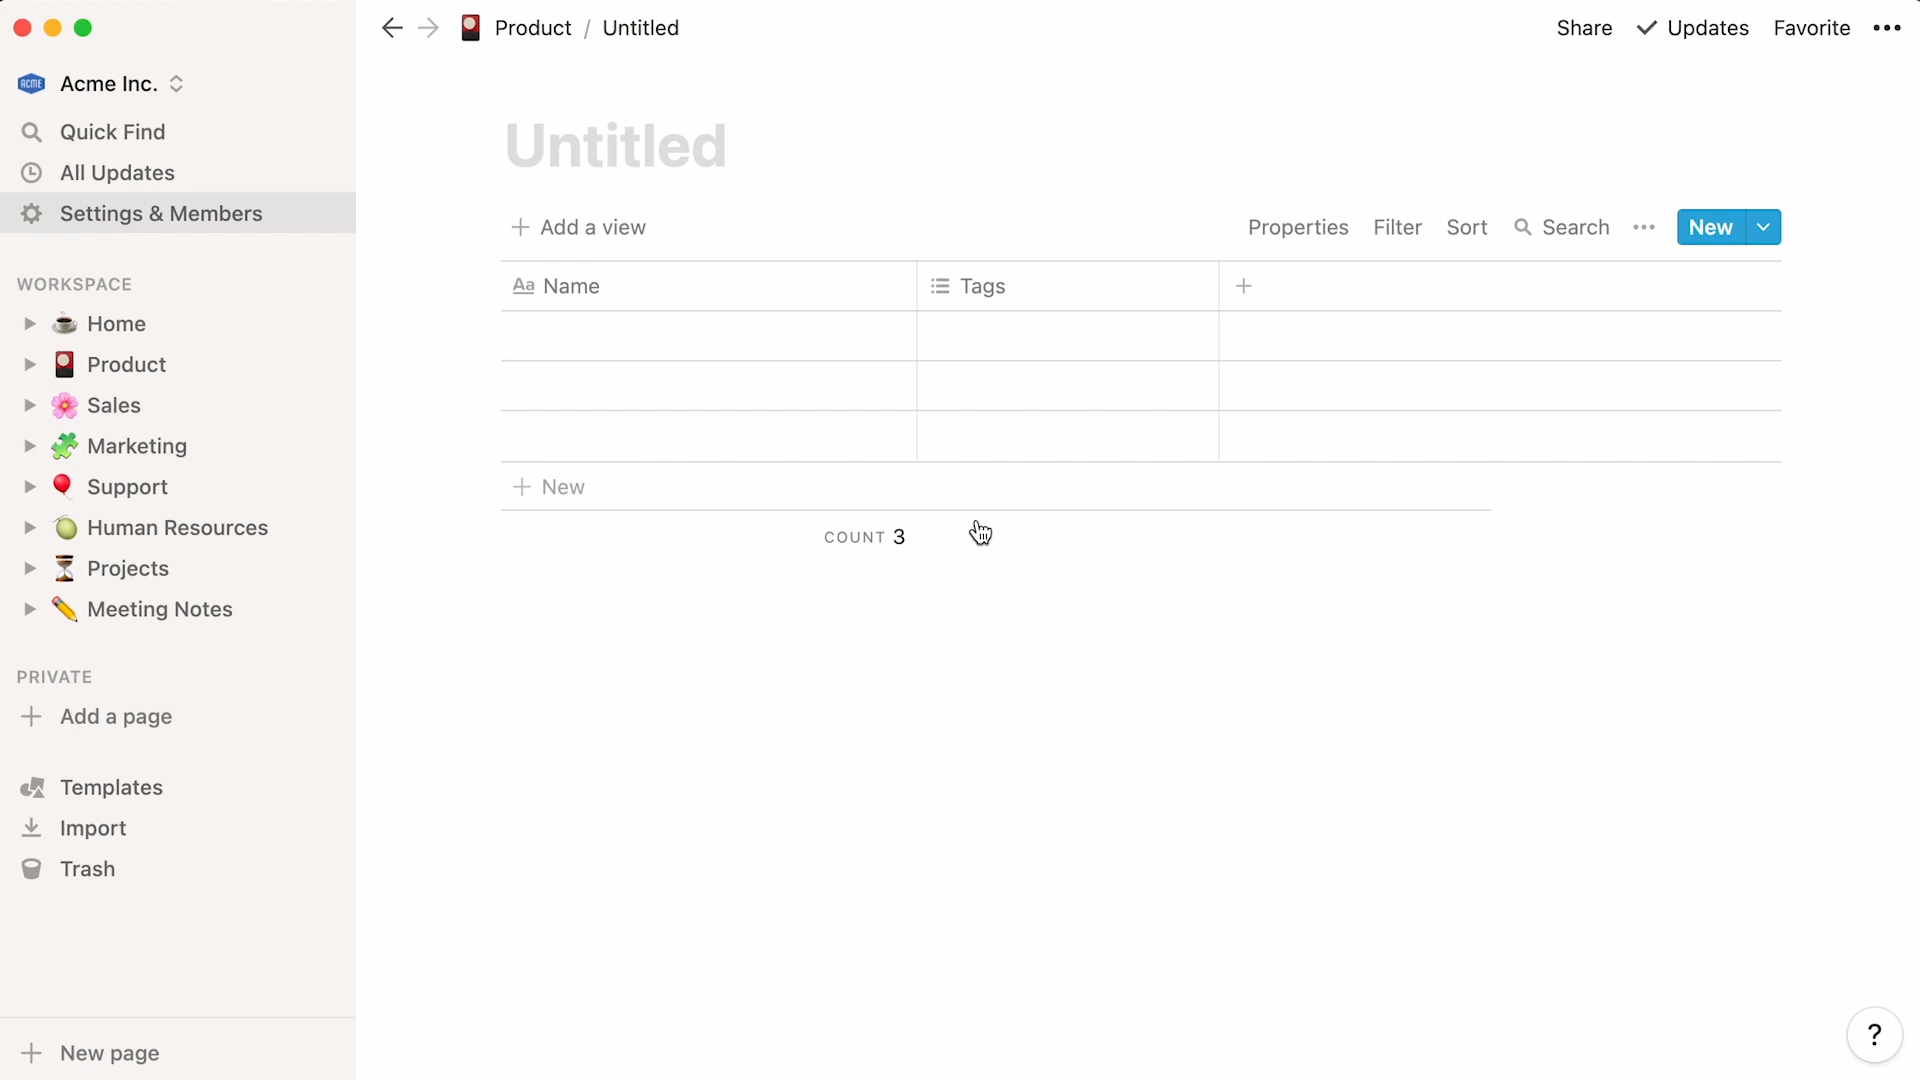 Product / Untitled
Share Updates Favorite •••
ACME Acme Inc.
Quick Find
All Updates
Settings & Members
WORKSPACE
Home
Product
Sales
Marketing
Support
Human Resources
Projects
Meeting Notes
PRIVATE
+ Add a page
Templates
Import
Trash
+ New page
Untitled
+ Add a view
Properties Filter Sort Search ••• New
Aa Name Tags +
+ New
COUNT 3
?